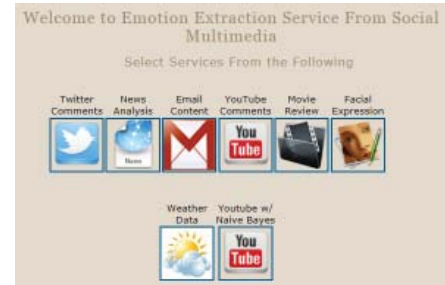 Welcome to Emotion Extraction Service From Social
Multimedia
Select Services From the Following
Twitter Comments
News Analysis
Email Content
YouTube Comments
Movie Review
Facial Expression
News
You Tube
Weather Data
Youtube w/ Naive Bayes
You Tube